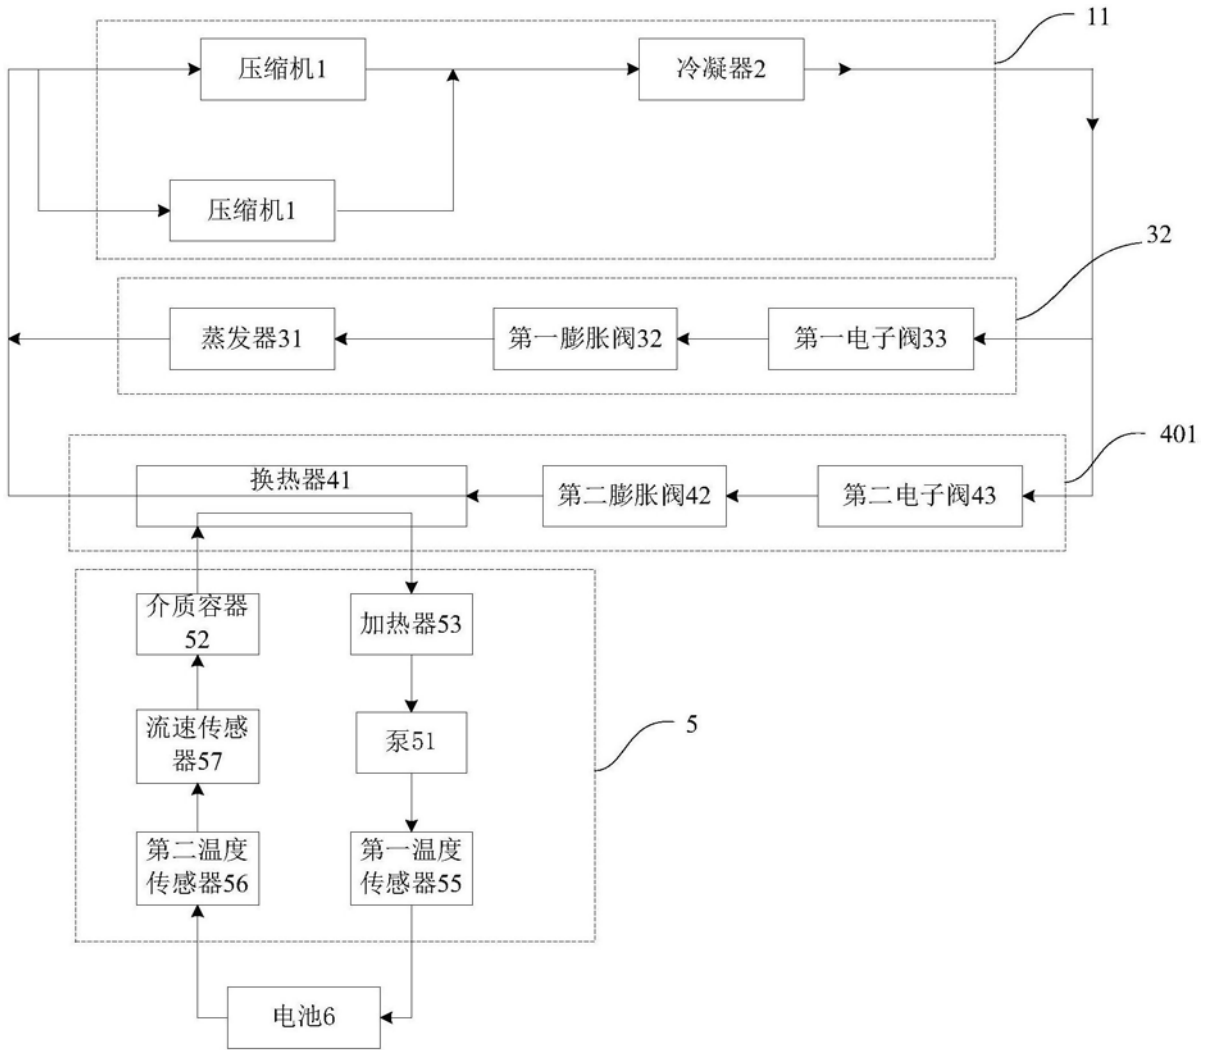 11
压缩机1
冷凝器2
压缩机1
32
蒸发器31
第一膨胀阀32
第一电子阀33
401
换热器41
第二膨胀阀42
第二电子阀43
介质容器
52
加热器53
流速传感
器57
泵51
5
第二温度
传感器56
第一温度
传感器55
电池6